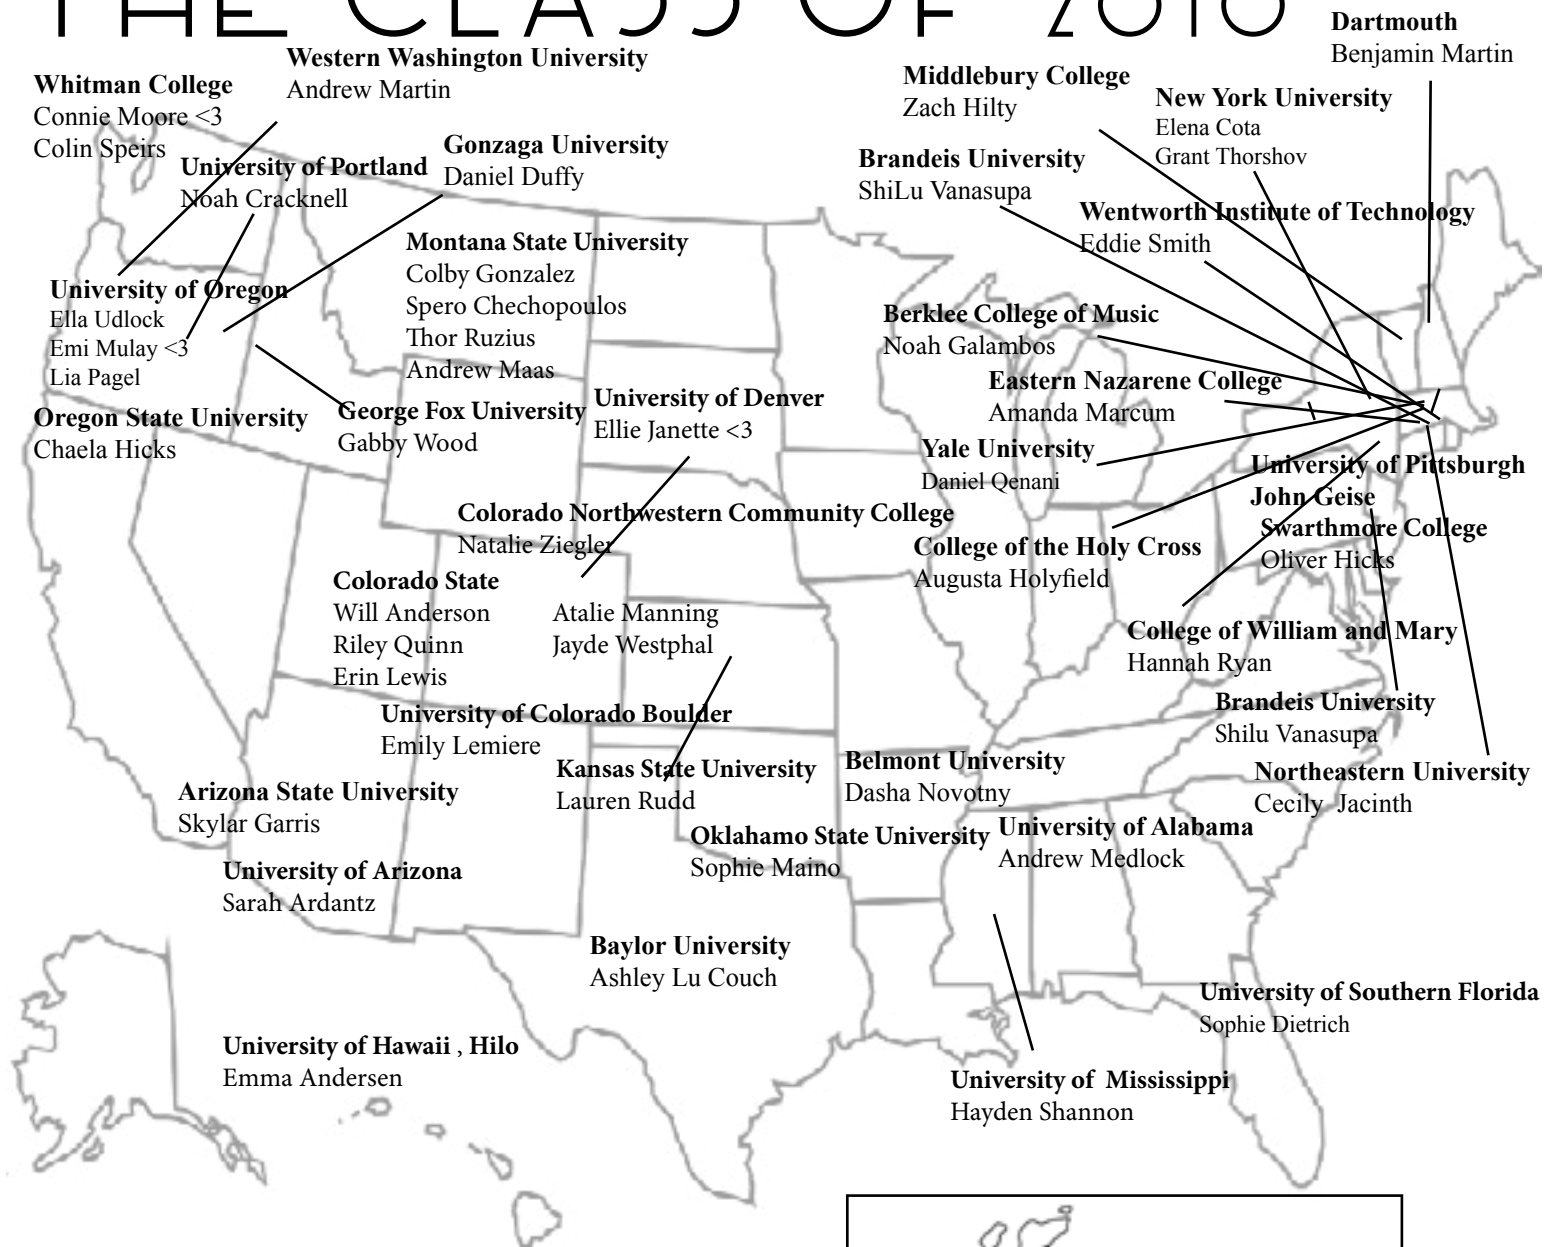 THE CLASS OF 2016
Whitman College
Connie Moore <3
Colin Speirs
Western Washington University
Andrew Martin
University of Portland
Noah Cracknell
Gonzaga University
Daniel Duffy
Middlebury College
Zach Hilty
Dartmouth
Benjamin Martin
New York University
Elena Cota
Grant Thorshov
Brandeis University
ShiLu Vanasupa
Wentworth Institute of Technology
Eddie Smith
University of Oregon
Ella Udlock
Emi Mulay <3
Lia Pagel
Montana State University
Colby Gonzalez
Spero Chechopoulos
Thor Ruzius
Andrew Maas
Berklee College of Music
Noah Galambos
Eastern Nazarene College
Amanda Marcum
Oregon State University
Chaela Hicks
George Fox University
Gabby Wood
University of Denver
Ellie Janette <3
Yale University
Daniel Qenani
University of Pittsburgh
John Geise
Swarthmore College
Oliver Hicks
Colorado Northwestern Community College
Natalie Ziegler
College of the Holy Cross
Augusta Holyfield
Colorado State
Will Anderson
Riley Quinn
Erin Lewis
Atalie Manning
Jayde Westphal
College of William and Mary
Hannah Ryan
University of Colorado Boulder
Emily Lemiere
Brandeis University
Shilu Vanasupa
Kansas State University
Lauren Rudd
Belmont University
Dasha Novotny
Northeastern University
Cecily Jacinth
Arizona State University
Skylar Garris
Oklahamo State University
Sophie Maino
University of Alabama
Andrew Medlock
University of Arizona
Sarah Ardantz
Baylor University
Ashley Lu Couch
University of Southern Florida
Sophie Dietrich
University of Hawaii , Hilo
Emma Andersen
University of Mississippi
Hayden Shannon